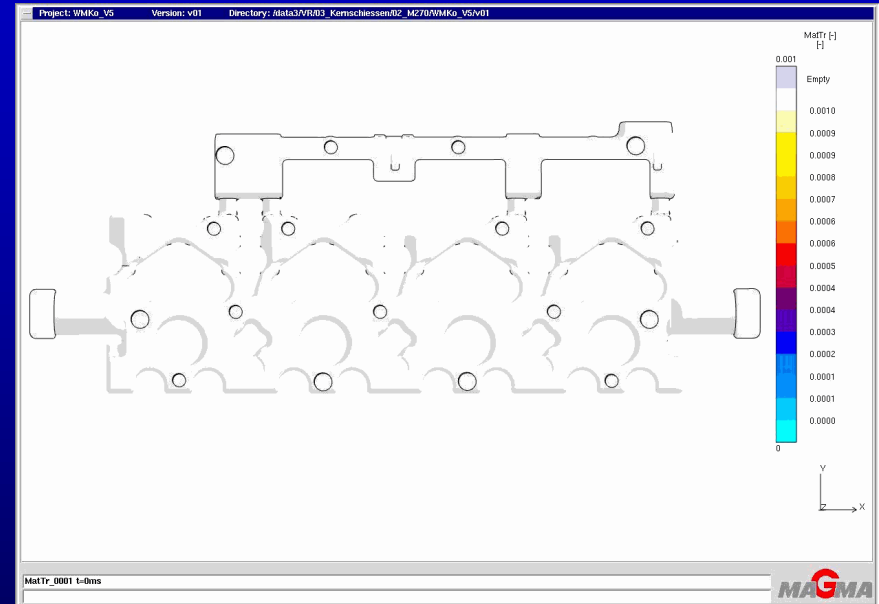 Project: WMKo_V5 Version: v01 Directory: /data3/VR/03_Kernschiessen/02_M270/WMKo_V5/v01
MatTr [-]
[-]
0.001
Empty
0.0010
0.0009
0.0009
0.0008
0.0007
0.0006
0.0006
0.0005
0.0004
0.0004
0.0003
0.0002
0.0001
0.0001
0.0000
0
Y
Z X
MatTr_0001 t=0ms
MAGMA